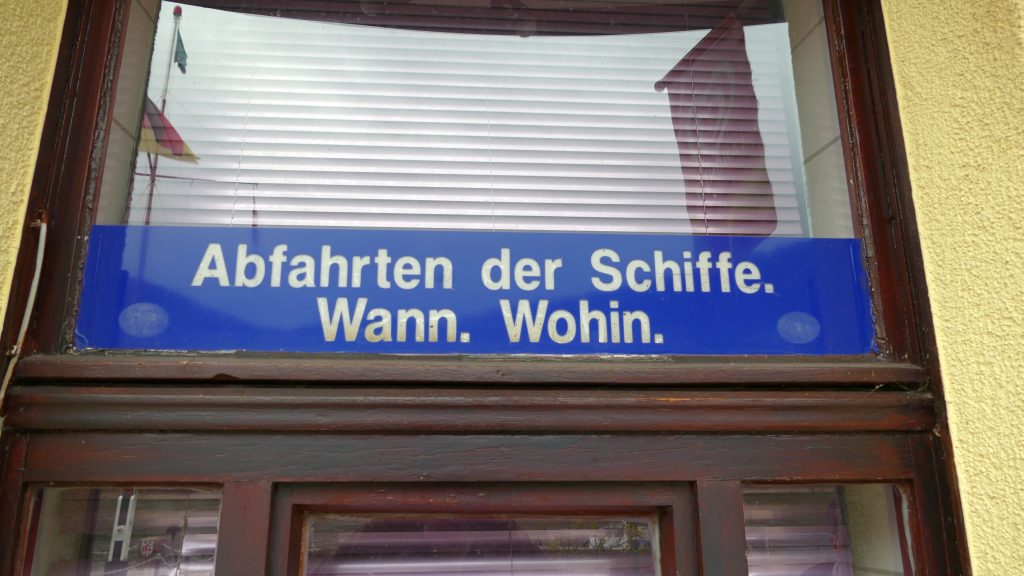 Abfahrten der Schiffe.
Wann. Wohin.